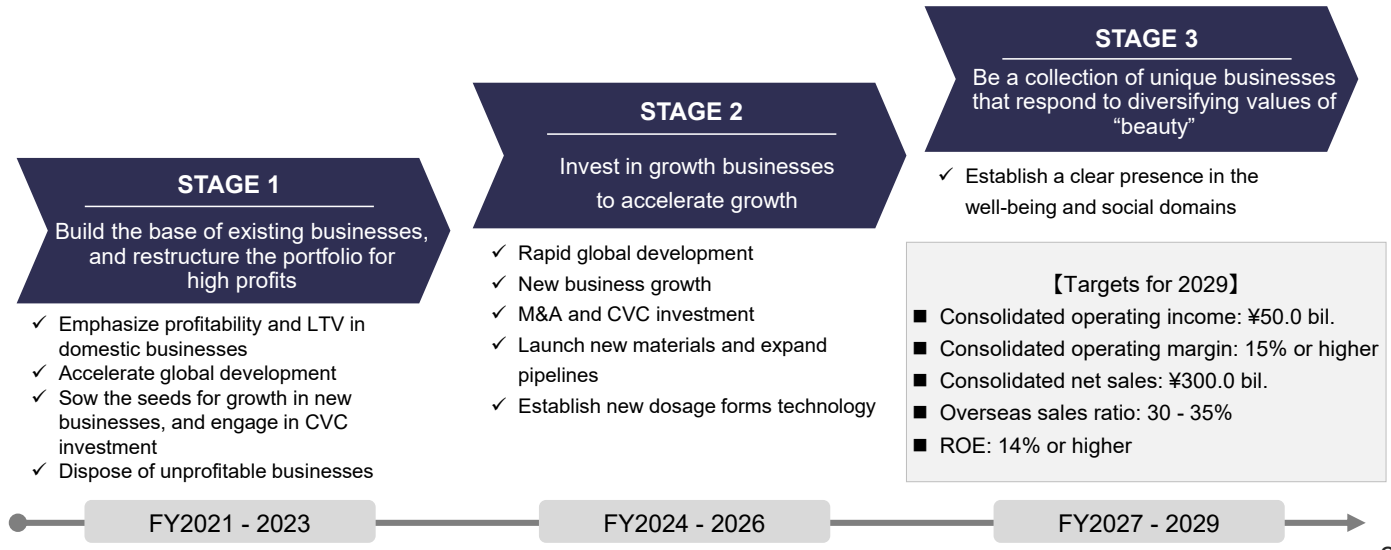 STAGE 1
Build the base of existing businesses,
and restructure the portfolio for
high profits
✓ Emphasize profitability and LTV in
domestic businesses
✓ Accelerate global development
✓ Sow the seeds for growth in new
businesses, and engage in CVC
investment
✓ Dispose of unprofitable businesses
FY2021 - 2023
STAGE 2
Invest in growth businesses
to accelerate growth
✓ Rapid global development
✓ New business growth
✓ M&A and CVC investment
✓ Launch new materials and expand
pipelines
✓ Establish new dosage forms technology
FY2024 - 2026
STAGE 3
Be a collection of unique businesses
that respond to diversifying values of
“beauty”
✓ Establish a clear presence in the
well-being and social domains
【Targets for 2029】
■ Consolidated operating income: ¥50.0 bil.
■ Consolidated operating margin: 15% or higher
■ Consolidated net sales: ¥300.0 bil.
■ Overseas sales ratio: 30 - 35%
■ ROE: 14% or higher
FY2027 - 2029